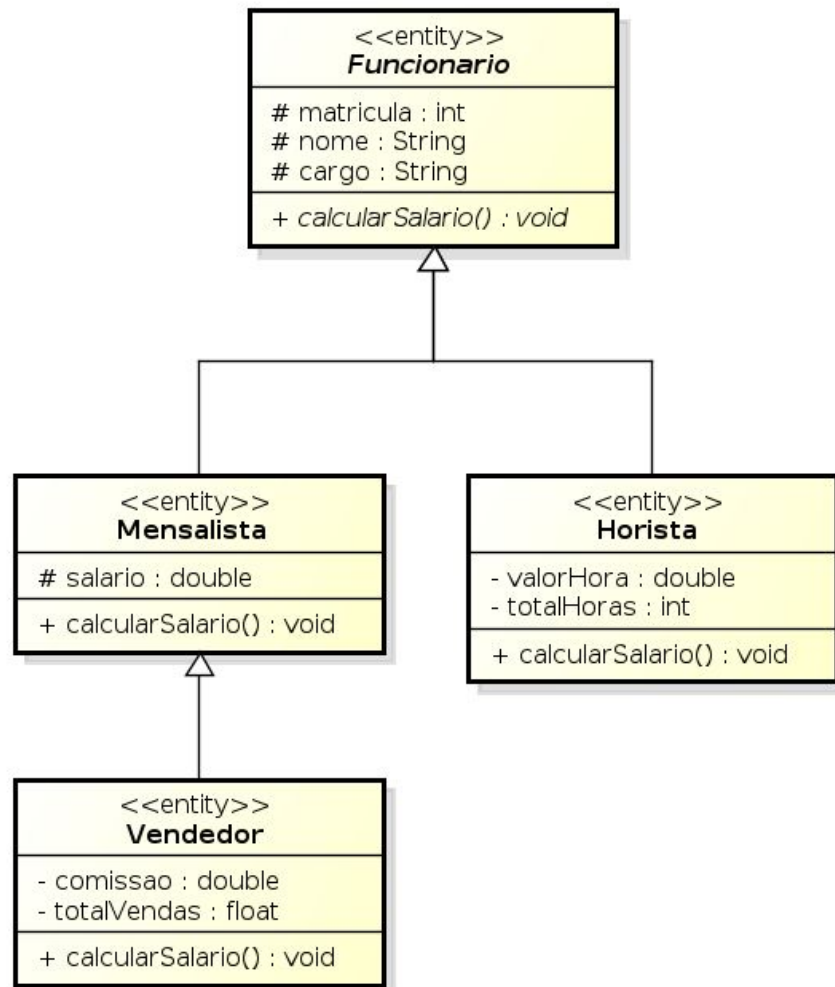 <<entity>>
Funcionario
# matricula : int
# nome : String
# cargo : String
+ calcularSalario() : void
<<entity>>
Mensalista
# salario : double
+ calcularSalario() : void
<<entity>>
Horista
- valorHora : double
- totalHoras : int
+ calcularSalario() : void
<<entity>>
Vendedor
- comissao : double
- totalVendas : float
+ calcularSalario() : void